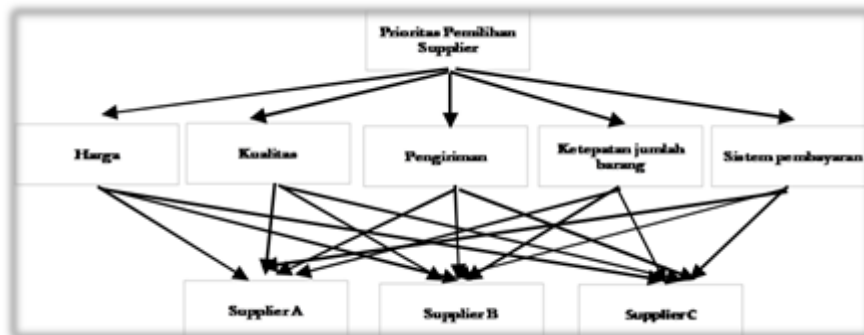 Prioritas Pemilihan
Supplier
Harga
Kualitas
Pengiriman
Ketepatan jumlah
barang
Sistem pembayaran
Supplier A
Supplier B
Supplier C